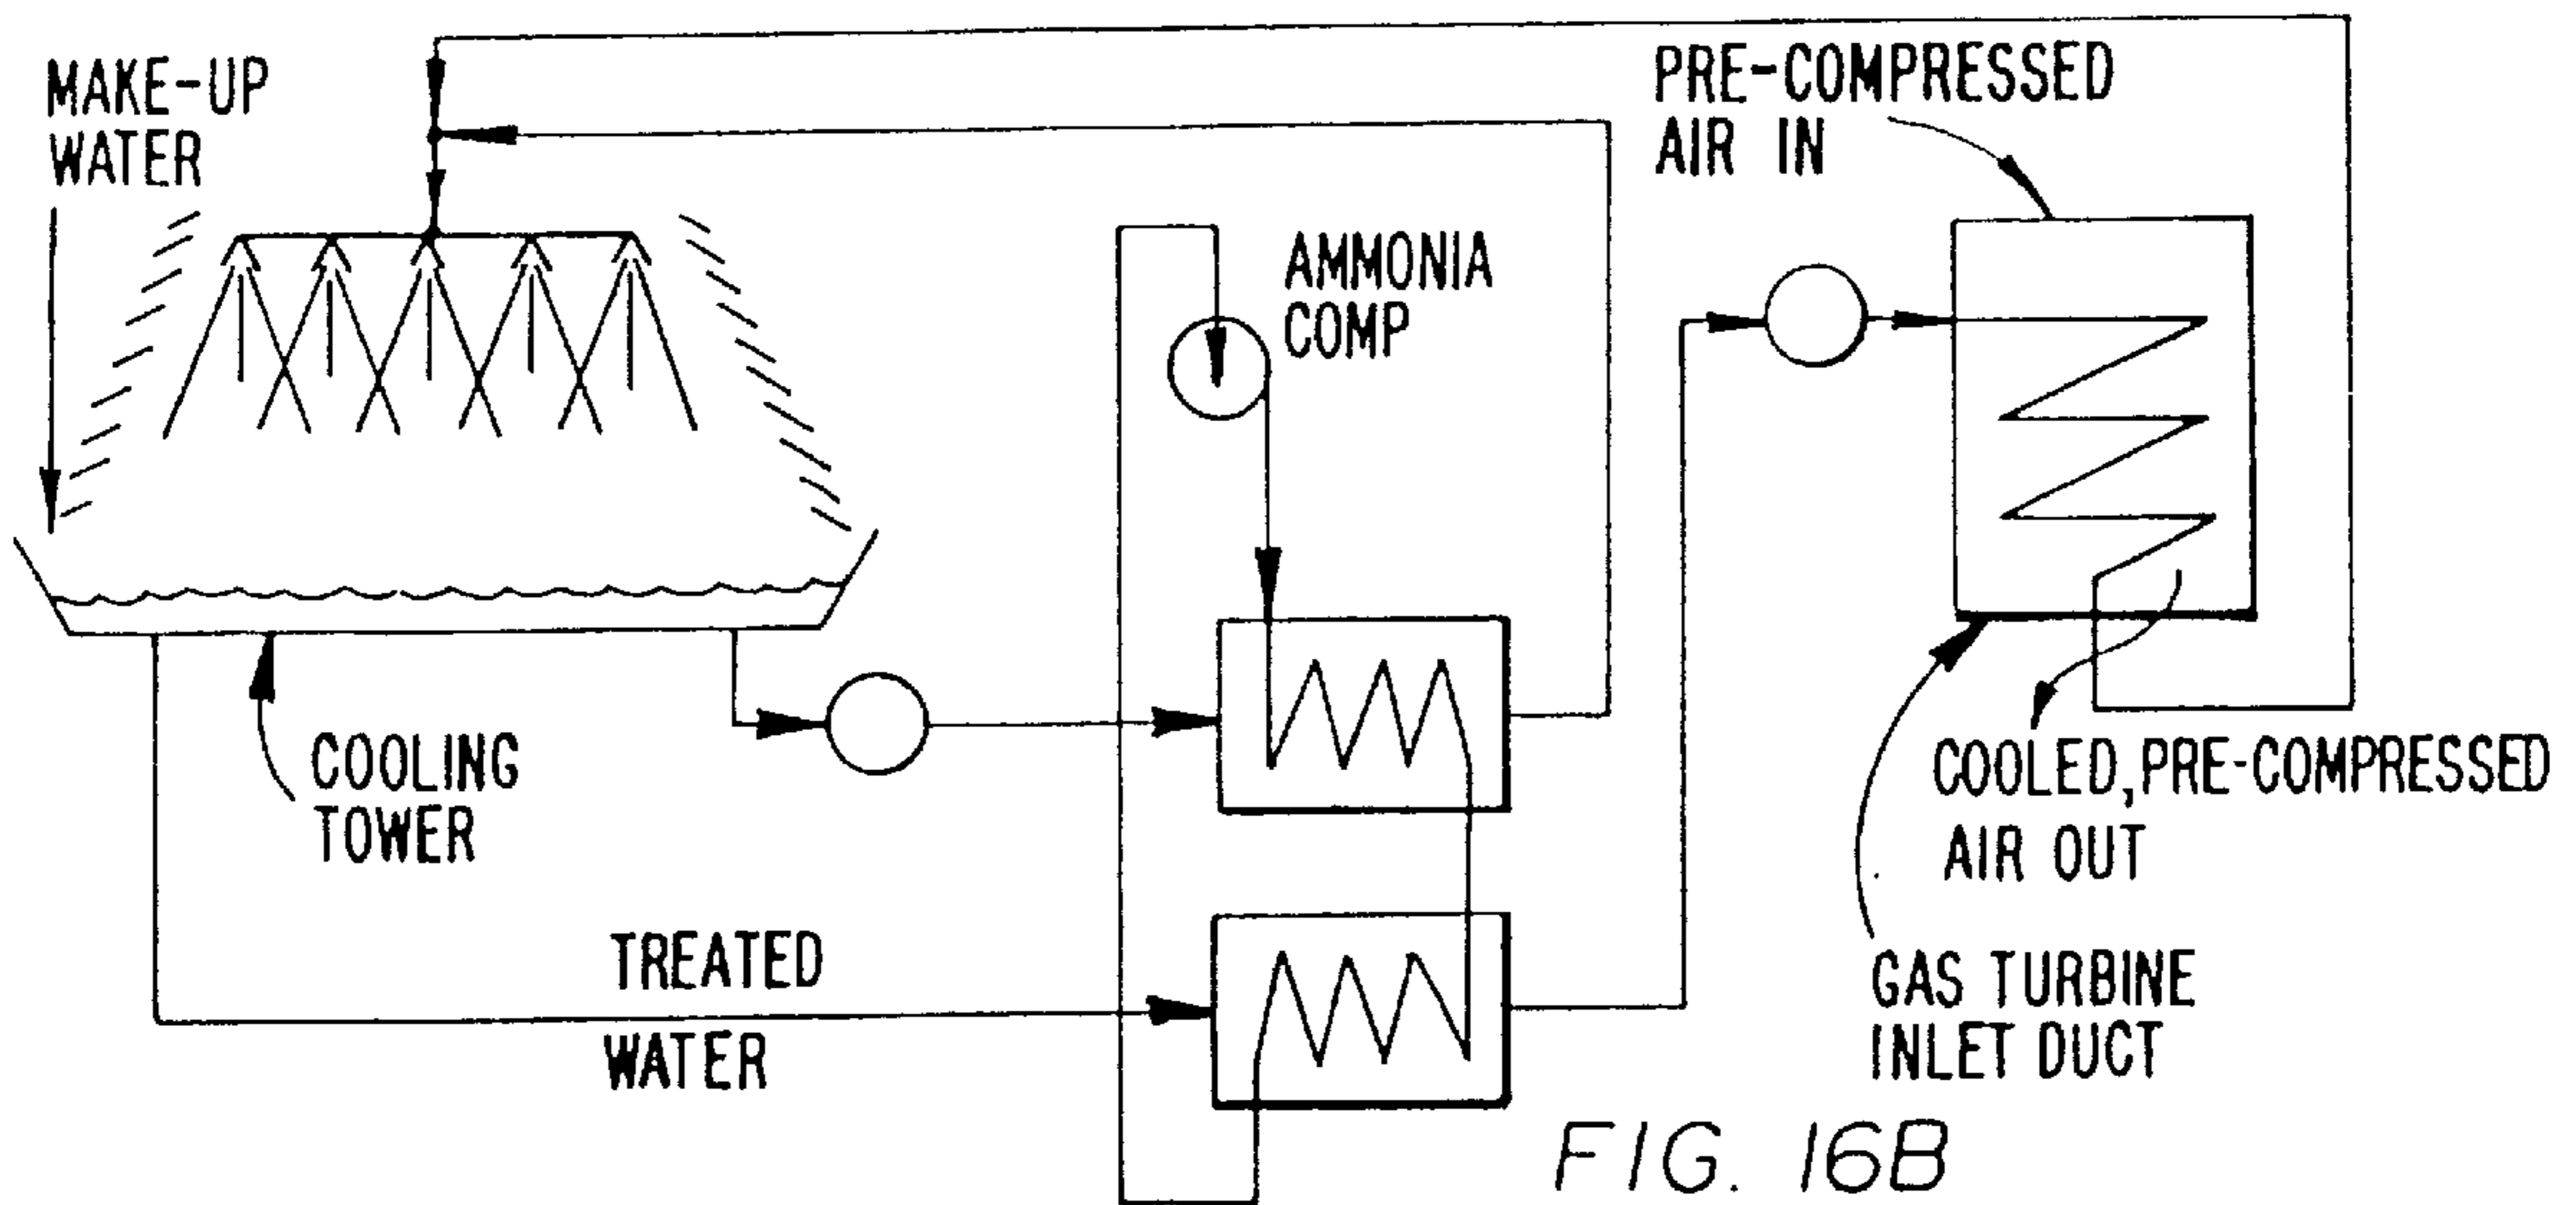 MAKE-UP
WATER
PRE-COMPRESSED
AIR IN
AMMONIA
COMP
COOLING
TOWER
COOLED, PRE-COMPRESSED
AIR OUT
TREATED
WATER
GAS TURBINE
INLET DUCT
FIG. 16B